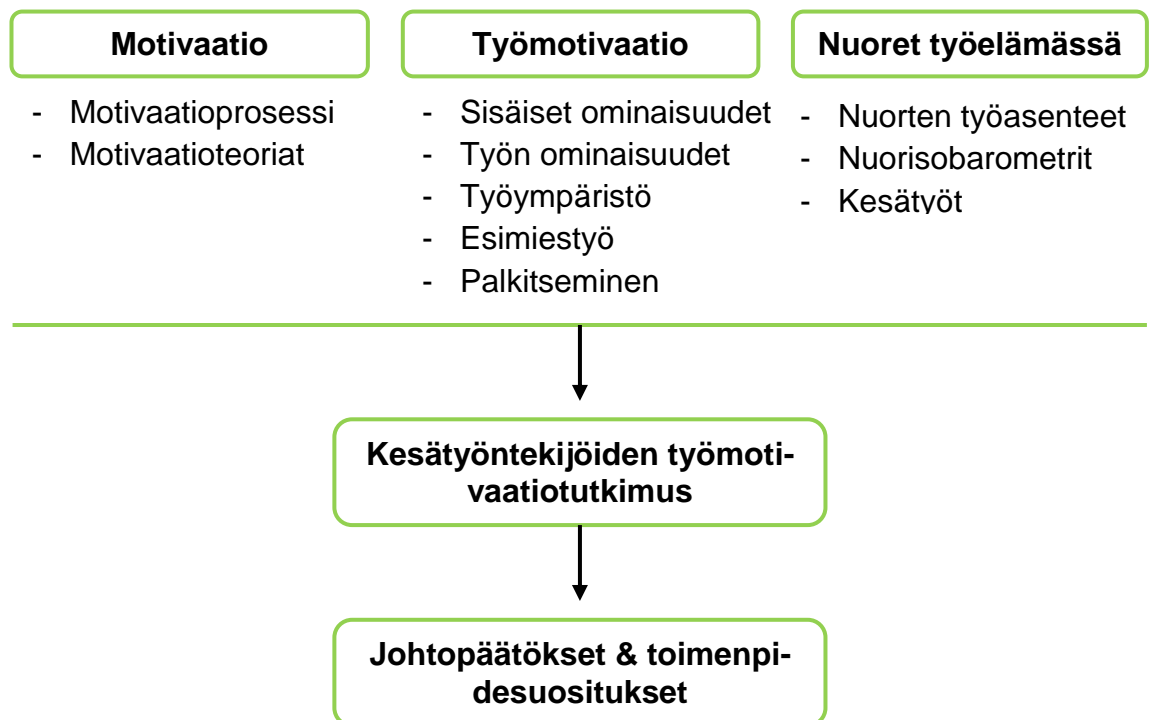 Motivaatio
- Motivaatioprosessi
- Motivaatioteoriat
Työmotivaatio
- Sisäiset ominaisuudet
- Työn ominaisuudet
- Työympäristö
- Esimiestyö
- Palkitseminen
Nuoret työelämässä
- Nuorten työasenteet
- Nuorisobarometrit
- Kesätyöt
Kesätyöntekijöiden työmoti-
vaatiotutkimus
Johtopäätökset & toimenpi-
desuositukset